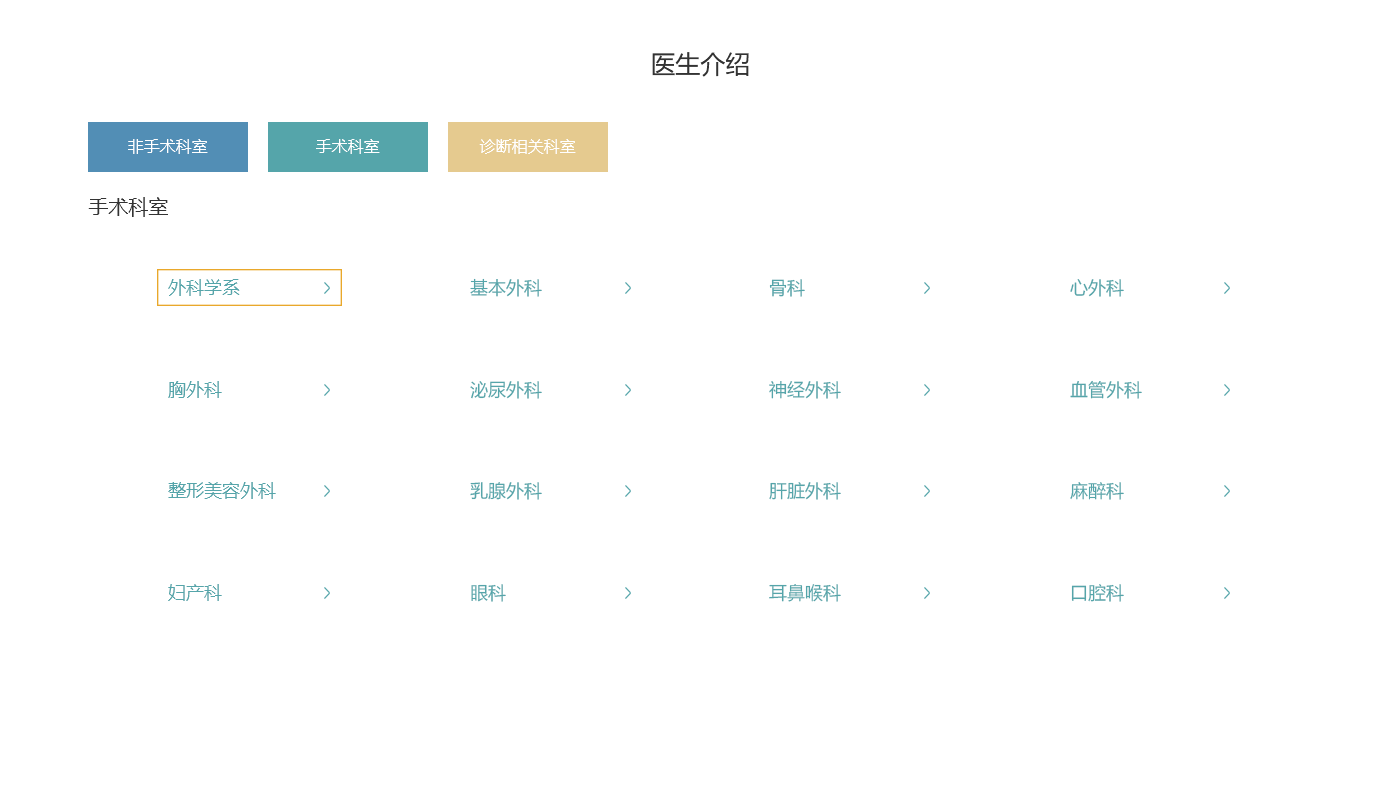 医生介绍
非手术科室 手术科室 诊断相关科室
手术科室
外科学系 基本外科 骨科 心外科
胸外科 泌尿外科 神经外科 血管外科
整形美容外科 乳腺外科 肝脏外科 麻醉科
妇产科 眼科 耳鼻喉科 口腔科